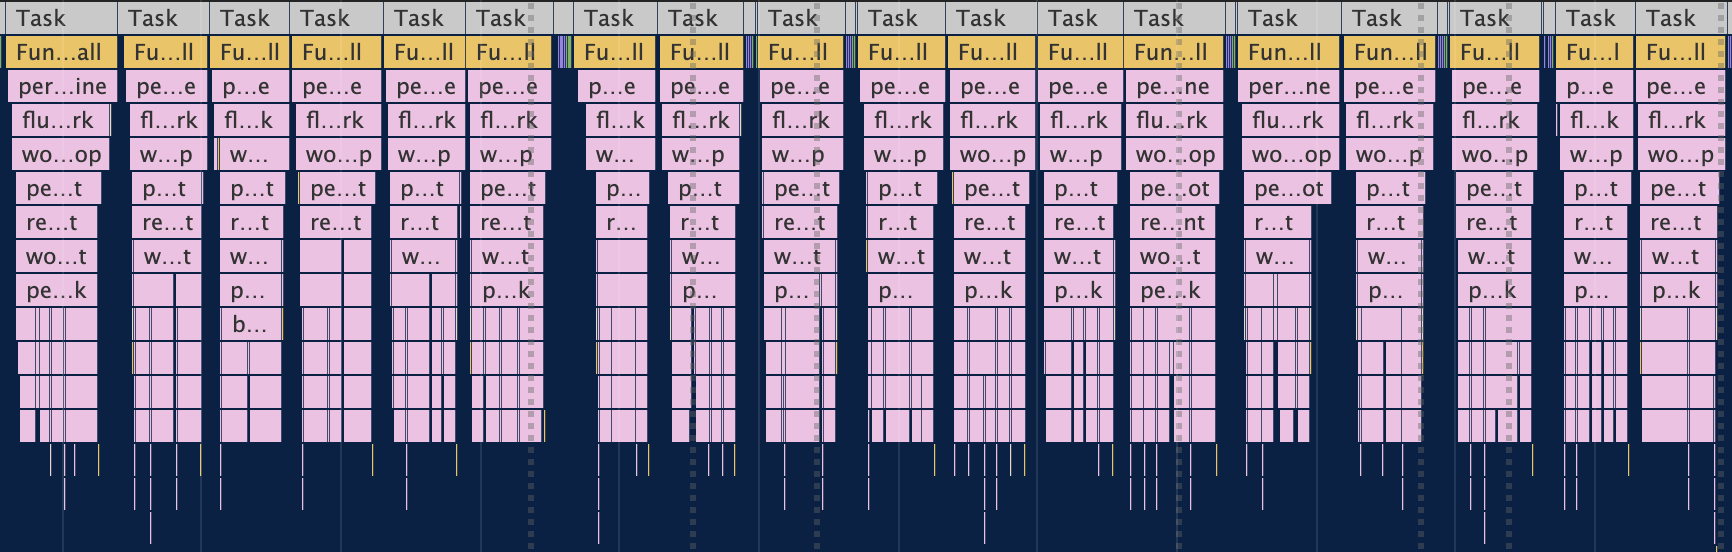 Task Task Task Task Task Task Task Task Task Task Task Task Task Task Task Task Task Task
Fun...all Fu...ll Fu...ll Fu...ll Fu...ll Fu...ll Fu...ll Fu...ll Fu...ll Fu...ll Fu...ll Fu...ll Fun...ll Fun...ll Fun...ll Fu...ll Fu...l Fu...ll
per...ine pe...e p...e pe...e pe...e pe...e p...e pe...e pe...e pe...e pe...e pe...e pe...ne per...ne pe...e pe...e p...e pe...e
flu...rk fl...rk fl...k fl...rk fl...rk fl...rk fl...k fl...rk fl...rk fl...rk fl...rk fl...rk flu...rk flu...rk fl...rk fl...rk fl...k fl...rk
wo...op w...p w... wo...p w...p w...p w... w...p w...p w...p wo...p w...p wo...op wo...op wo...p wo...p w...p wo...p
pe...t p...t p...t pe...t p...t pe...t p... p...t pe...t p...t pe...t p...t pe...ot pe...ot p...t pe...t p...t pe...t
re...t re...t r...t re...t r...t re...t r... r...t re...t r...t re...t re...t re...nt r...t r...t re...t r...t re...t
wo...t w...t w... w... w...t w... w...t w...t w...t w...t wo...t w... w... w...t w... w...t
pe...k p... p...k p... p... p... p...k p...k pe...k p... p...k p... p...k
b...